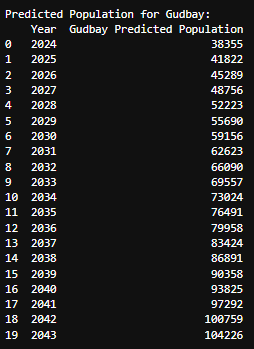 Predicted Population for Gudbay:
Year Gudbay Predicted Population
0 2024 38355
1 2025 41822
2 2026 45289
3 2027 48756
4 2028 52223
5 2029 55690
6 2030 59156
7 2031 62623
8 2032 66090
9 2033 69557
10 2034 73024
11 2035 76491
12 2036 79958
13 2037 83424
14 2038 86891
15 2039 90358
16 2040 93825
17 2041 97292
18 2042 100759
19 2043 104226